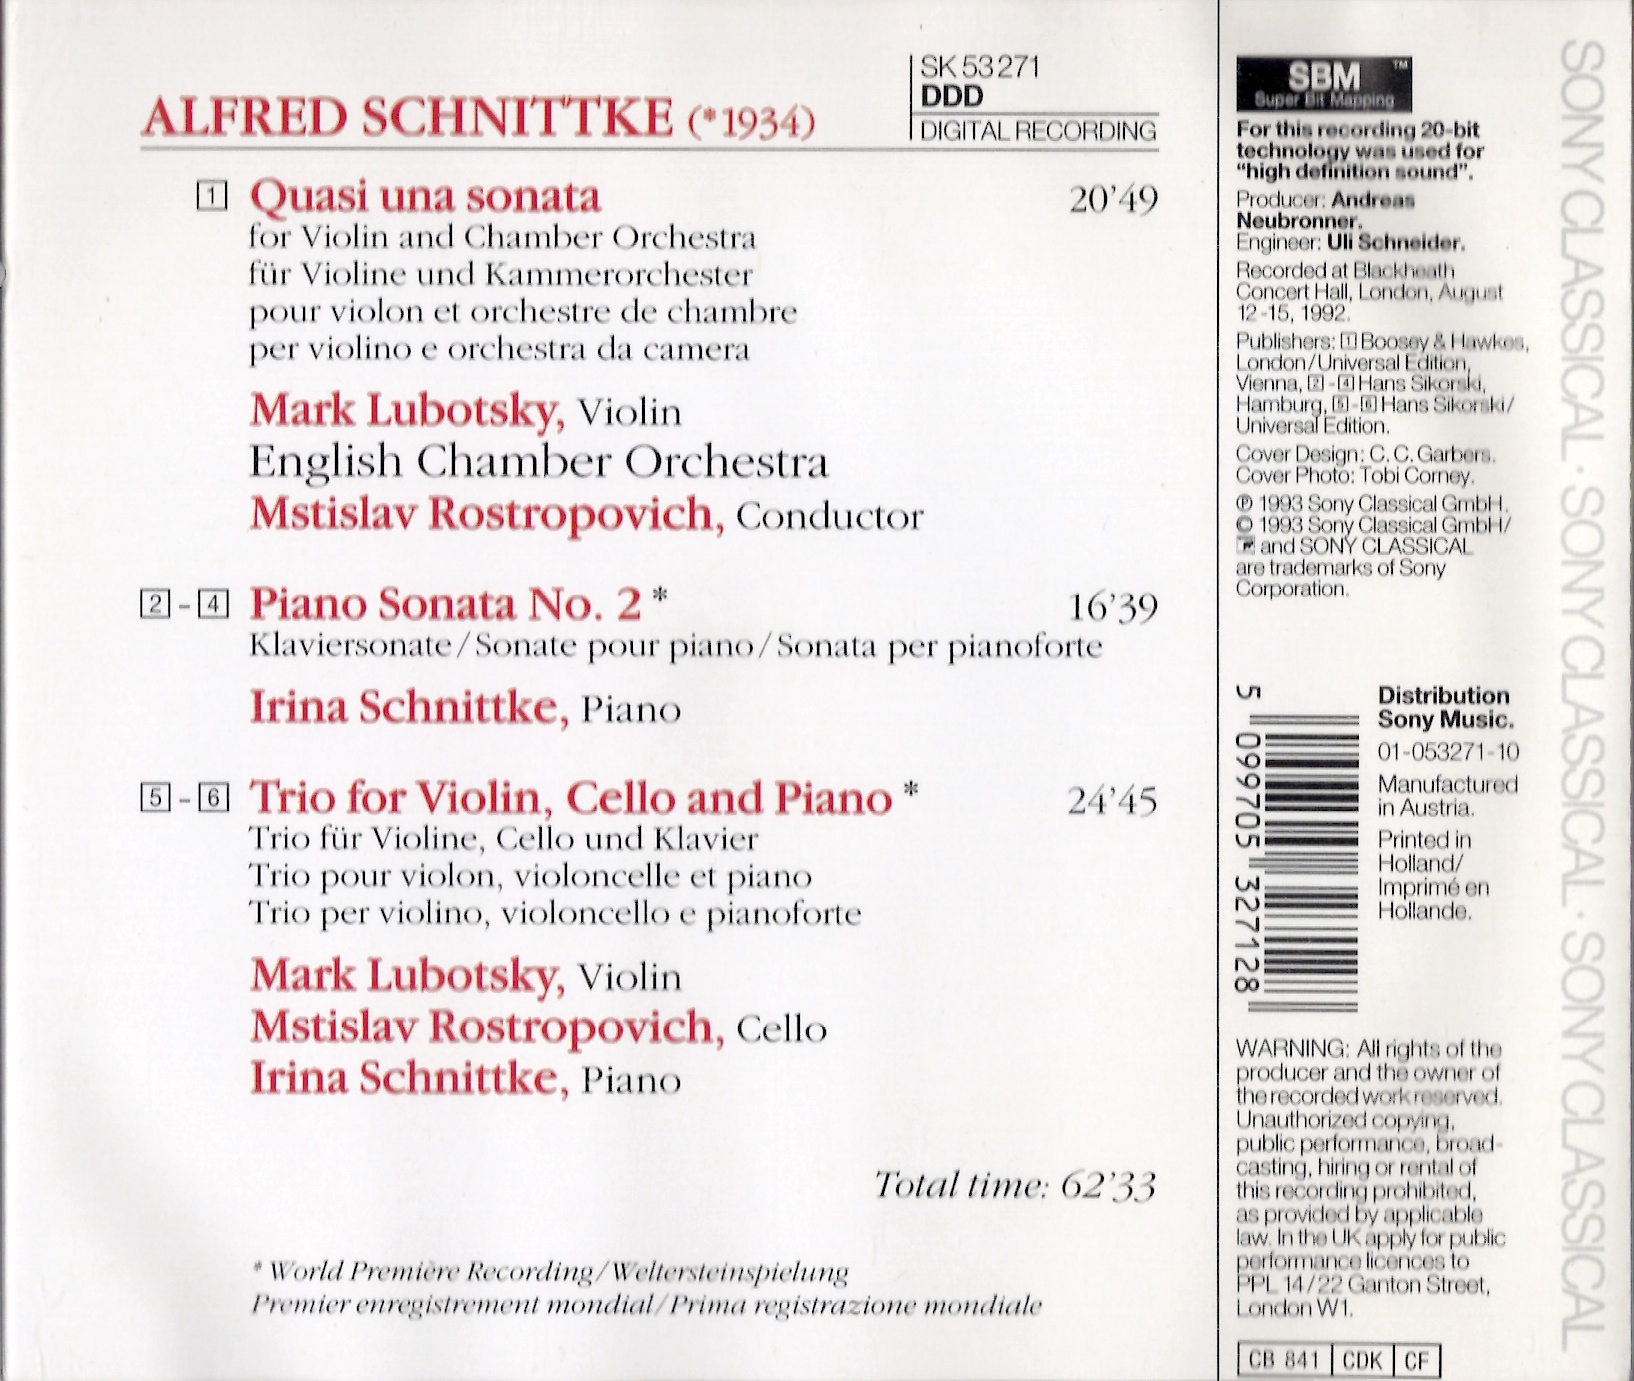 ALFRED SCHNITTKE (*1934)
SK 53271
DDD
DIGITAL RECORDING
1 Quasi una sonata 20'49
for Violin and Chamber Orchestra
für Violine und Kammerorchester
pour violon et orchestre de chambre
per violino e orchestra da camera
Mark Lubotsky, Violin
English Chamber Orchestra
Mstislav Rostropovich, Conductor
2 - 4 Piano Sonata No. 2 * 16'39
Klaviersonate/Sonate pour piano/Sonata per pianoforte
Irina Schnittke, Piano
5 - 6 Trio for Violin, Cello and Piano * 24'45
Trio für Violine, Cello und Klavier
Trio pour violon, violoncelle et piano
Trio per violino, violoncello e pianoforte
Mark Lubotsky, Violin
Mstislav Rostropovich, Cello
Irina Schnittke, Piano
Total time: 62'33
* World Première Recording/Weltersteinspielung
Premier enregistrement mondial/Prima registrazione mondiale
SBM™
Super Bit Mapping
For this recording 20-bit
technology was used for
"high definition sound".
Producer: Andreas
Neubronner.
Engineer: Uli Schneider.
Recorded at Blackheath
Concert Hall, London, August
12-15, 1992.
Publishers: 1 Boosey & Hawkes,
London/Universal Edition,
Vienna, 2 - 4 Hans Sikorski,
Hamburg, 5 - 6 Hans Sikorski/
Universal Edition.
Cover Design: C. C. Garbers.
Cover Photo: Tobi Corney.
℗ 1993 Sony Classical GmbH.
© 1993 Sony Classical GmbH/
and SONY CLASSICAL
are trademarks of Sony
Corporation.
5 099705 327128
Distribution
Sony Music.
01-053271-10
Manufactured
in Austria.
Printed in
Holland/
Imprimé en
Hollande.
WARNING: All rights of the
producer and the owner of
the recorded work reserved.
Unauthorized copying,
public performance, broad-
casting, hiring or rental of
this recording prohibited,
as provided by applicable
law. In the UK apply for public
performance licences to
PPL 14/22 Ganton Street,
London W1.
CB 841 CDK CF
SONY CLASSICAL · SONY CLASSICAL · SONY CLASSICAL